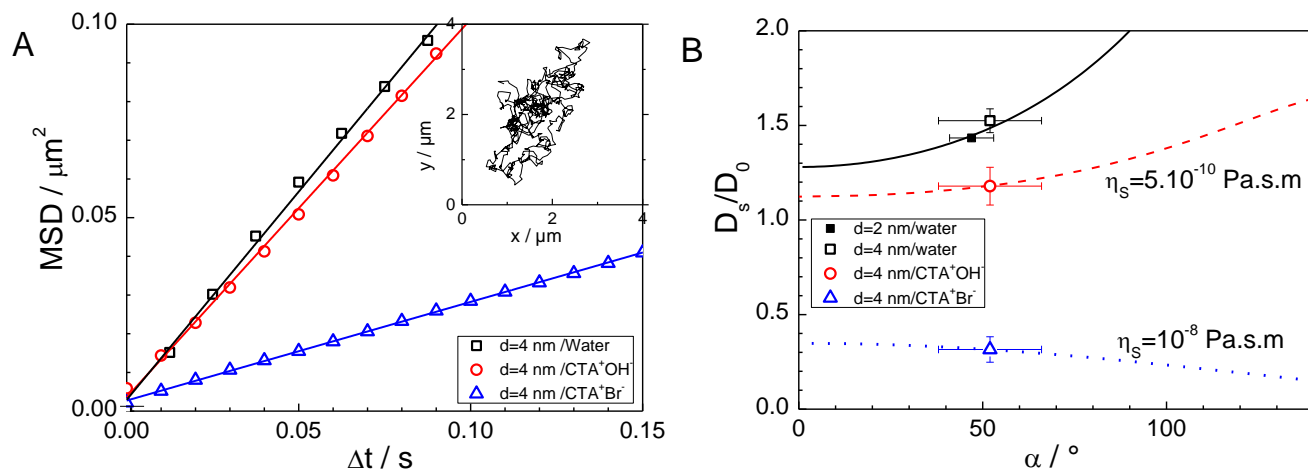 A
MSD / μm²
0.10
0.05
0.00
0.00
0.05
0.10
0.15
Δt / s
y / μm
4
2
0
0
2
4
x / μm
d=4 nm /Water
d=4 nm /CTA⁺OH⁻
d=4 nm /CTA⁺Br⁻
B
Dₛ/D₀
2.0
1.5
1.0
0.5
0.0
0
100
α / °
ηₛ=5.10⁻¹⁰ Pa.s.m
d=2 nm/water
d=4 nm/water
d=4 nm/CTA⁺OH⁻
d=4 nm/CTA⁺Br⁻
ηₛ=10⁻⁸ Pa.s.m